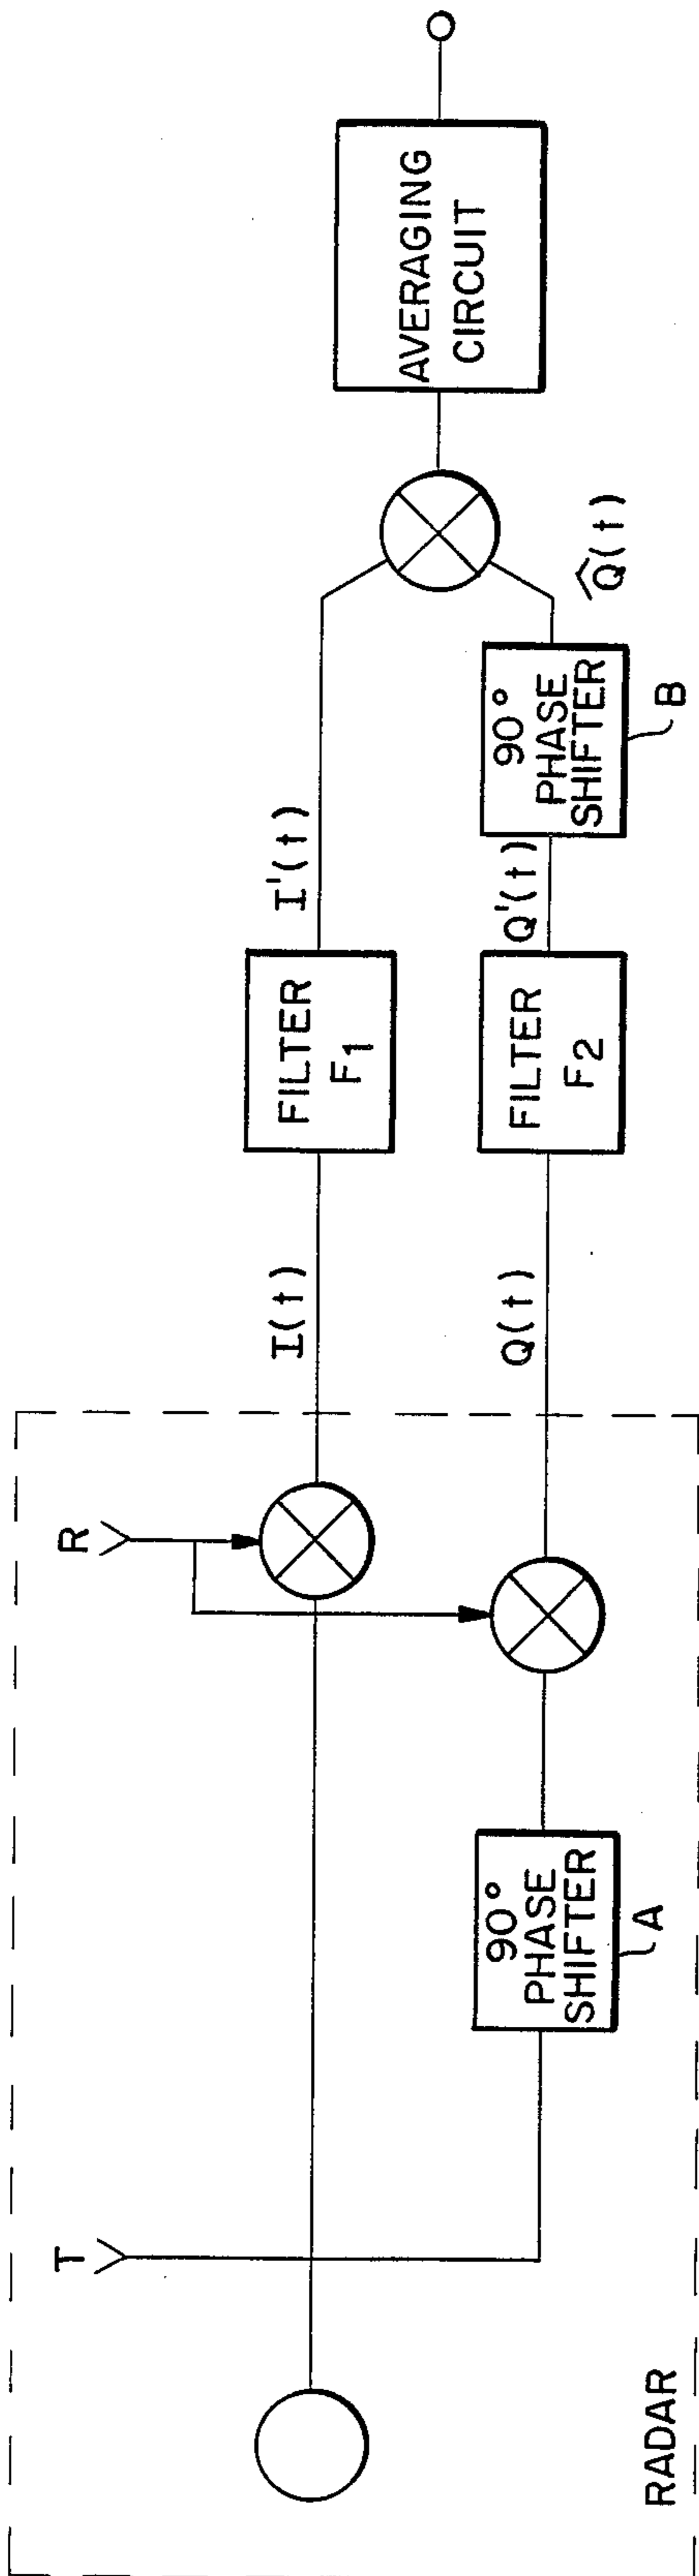 T
R
RADAR
90°
PHASE
SHIFTER
A
I(t)
Q(t)
FILTER
F1
FILTER
F2
I'(t)
Q'(t)
90°
PHASE
SHIFTER
B
Q̂(t)
AVERAGING
CIRCUIT